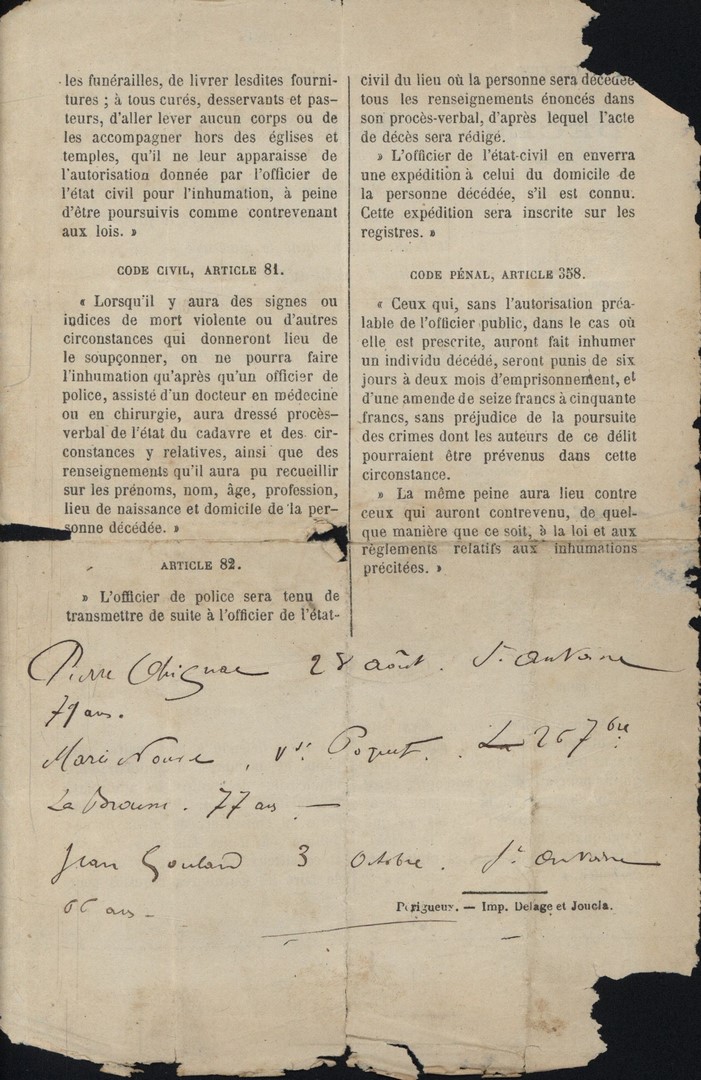 les funérailles, de livrer lesdites fourni-
tures ; à tous curés, desservants et pas-
teurs, d'aller lever aucun corps ou de
les accompagner hors des églises et
temples, qu'il ne leur apparaisse de
l'autorisation donnée par l'officier de
l'état civil pour l'inhumation, à peine
d'être poursuivis comme contrevenant
aux lois. »
CODE CIVIL, ARTICLE 81.
« Lorsqu'il y aura des signes ou
indices de mort violente ou d'autres
circonstances qui donneront lieu de
le soupçonner, on ne pourra faire
l'inhumation qu'après qu'un officier de
police, assisté d'un docteur en médecine
ou en chirurgie, aura dressé procès-
verbal de l'état du cadavre et des cir-
constances y relatives, ainsi que des
renseignements qu'il aura pu recueillir
sur les prénoms, nom, âge, profession,
lieu de naissance et domicile de la per-
sonne décédée. »
ARTICLE 82.
» L'officier de police sera tenu de
transmettre de suite à l'officier de l'état-
civil du lieu où la personne sera décédée
tous les renseignements énoncés dans
son procès-verbal, d'après lequel l'acte
de décès sera rédigé.
» L'officier de l'état-civil en enverra
une expédition à celui du domicile de
la personne décédée, s'il est connu.
Cette expédition sera inscrite sur les
registres. »
CODE PÉNAL, ARTICLE 358.
« Ceux qui, sans l'autorisation préa-
lable de l'officier public, dans le cas où
elle est prescrite, auront fait inhumer
un individu décédé, seront punis de six
jours à deux mois d'emprisonnement, et
d'une amende de seize francs à cinquante
francs, sans préjudice de la poursuite
des crimes dont les auteurs de ce délit
pourraient être prévenus dans cette
circonstance.
» La même peine aura lieu contre
ceux qui auront contrevenu, de quel-
que manière que ce soit, à la loi et aux
règlements relatifs aux inhumations
précitées. »
Pierre 28 août. St Antoine
71 ans.
Marie 26 7bre
La 77 ans —
Jean Goulard 3 Octobre. St Antoine
66 ans —
Périgueux. — Imp. Delage et Joucla.